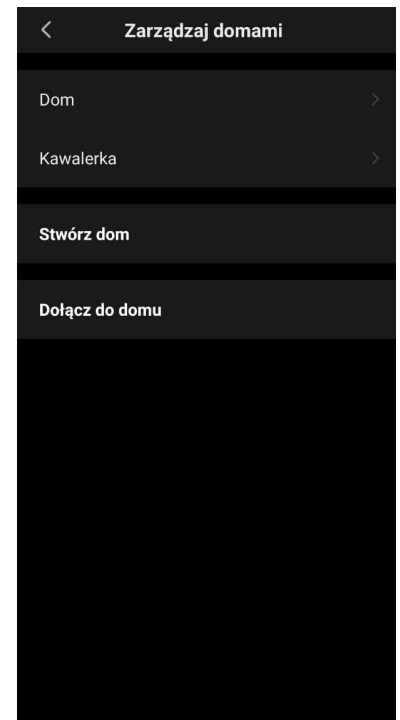 Zarządzaj domami
Dom
Kawalerka
Stwórz dom
Dołącz do domu